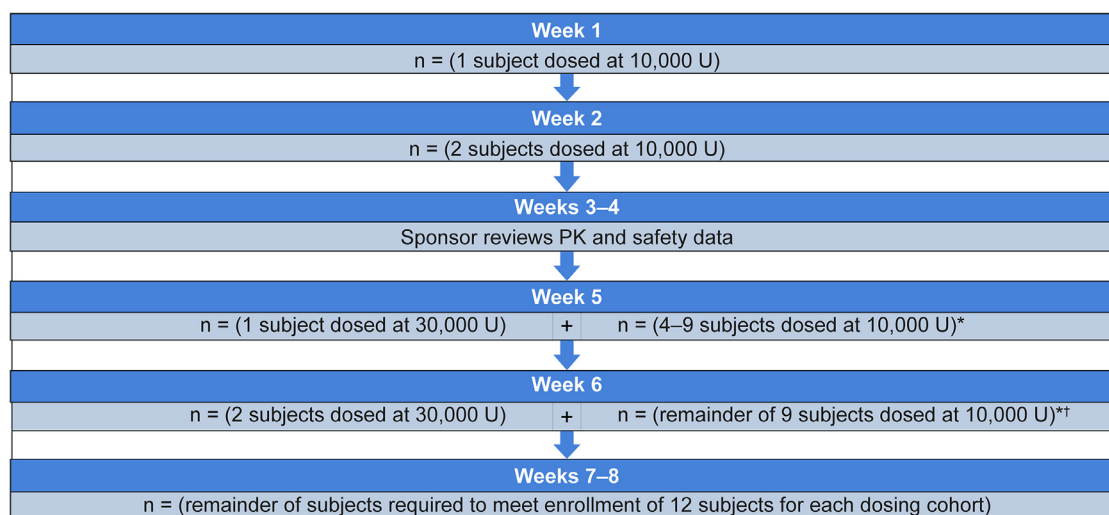 Week 1
n = (1 subject dosed at 10,000 U)
Week 2
n = (2 subjects dosed at 10,000 U)
Weeks 3–4
Sponsor reviews PK and safety data
Week 5
n = (1 subject dosed at 30,000 U) + n = (4–9 subjects dosed at 10,000 U)*
Week 6
n = (2 subjects dosed at 30,000 U) + n = (remainder of 9 subjects dosed at 10,000 U)*†
Weeks 7–8
n = (remainder of subjects required to meet enrollment of 12 subjects for each dosing cohort)